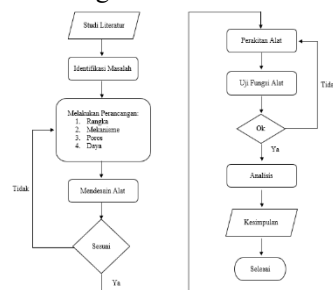 Studi Literatur
Identifikasi Masalah
Melakukan Perancangan:
1. Rangka
2. Mekanisme
3. Poros
4. Daya
Mendesain Alat
Tidak
Sesuai
Ya
Perakitan Alat
Uji Fungsi Alat
Tida
Ok
Ya
Analisis
Kesimpulan
Selesai